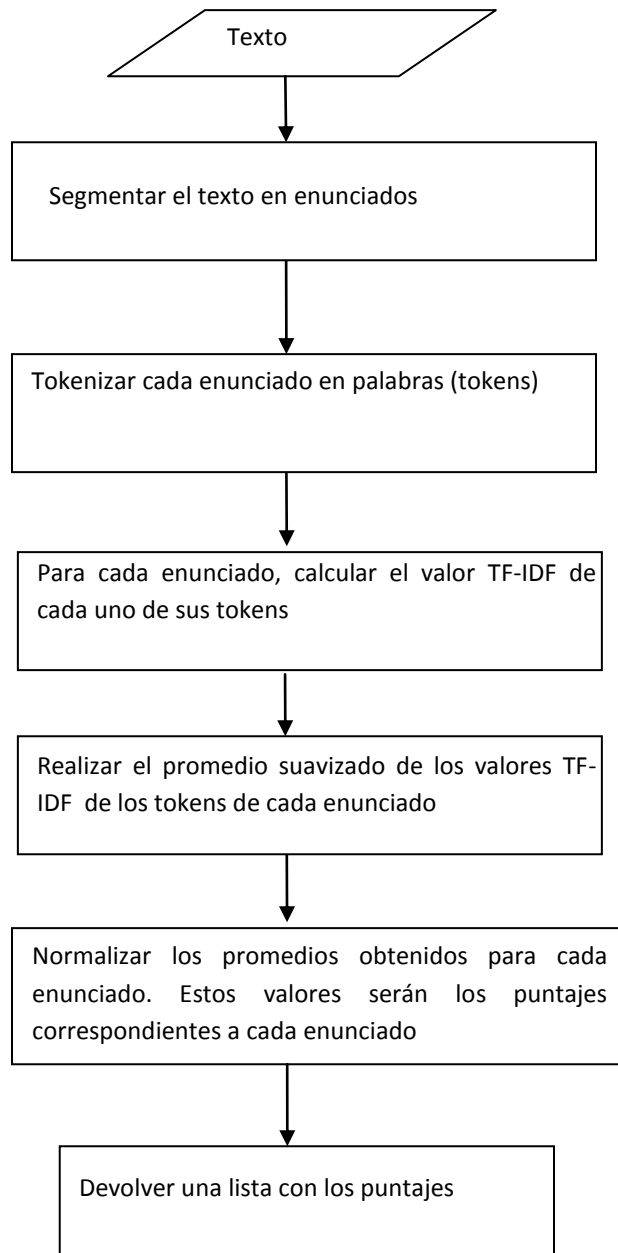 Texto
Segmentar el texto en enunciados
Tokenizar cada enunciado en palabras (tokens)
Para cada enunciado, calcular el valor TF-IDF de
cada uno de sus tokens
Realizar el promedio suavizado de los valores TF-
IDF de los tokens de cada enunciado
Normalizar los promedios obtenidos para cada
enunciado. Estos valores serán los puntajes
correspondientes a cada enunciado
Devolver una lista con los puntajes